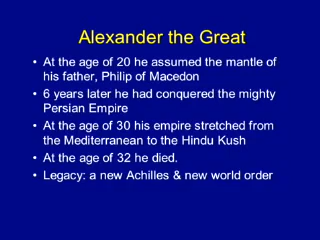 Alexander the Great
• At the age of 20 he assumed the mantle of
his father, Philip of Macedon
• 6 years later he had conquered the mighty
Persian Empire
• At the age of 30 his empire stretched from
the Mediterranean to the Hindu Kush
• At the age of 32 he died.
• Legacy: a new Achilles & new world order